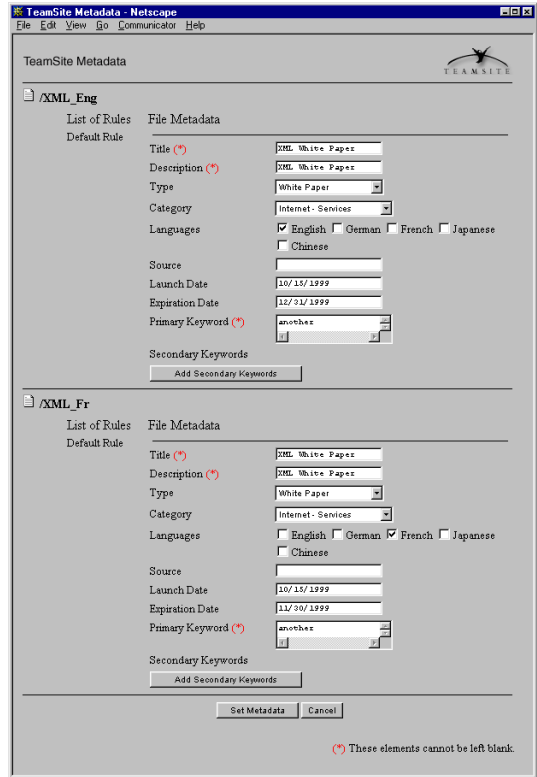 TeamSite Metadata - Netscape
File Edit View Go Communicator Help
TeamSite Metadata
TEAMSITE
/XML_Eng
List of Rules File Metadata
Default Rule
Title (*) XML White Paper
Description (*) XML White Paper
Type White Paper
Category Internet - Services
Languages English German French Japanese
Chinese
Source
Launch Date 10/15/1999
Expiration Date 12/31/1999
Primary Keyword (*) another
Secondary Keywords
Add Secondary Keywords
/XML_Fr
List of Rules File Metadata
Default Rule
Title (*) XML White Paper
Description (*) XML White Paper
Type White Paper
Category Internet - Services
Languages English German French Japanese
Chinese
Source
Launch Date 10/15/1999
Expiration Date 11/30/1999
Primary Keyword (*) another
Secondary Keywords
Add Secondary Keywords
Set Metadata Cancel
(*) These elements cannot be left blank.